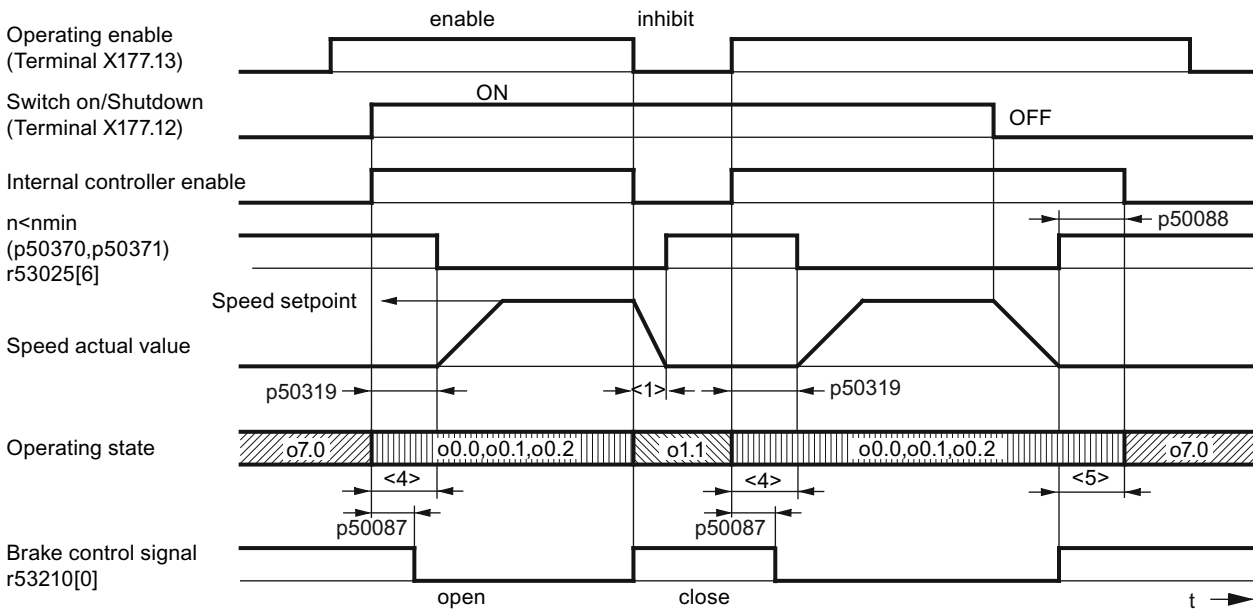 enable inhibit
Operating enable
(Terminal X177.13)
Switch on/Shutdown
(Terminal X177.12)
ON
OFF
Internal controller enable
p50088
n<nmin
(p50370,p50371)
r53025[6]
Speed setpoint
Speed actual value
p50319 <1> p50319
Operating state
o7.0 o0.0,o0.1,o0.2 o1.1 o0.0,o0.1,o0.2 o7.0
<4> <4> <5>
p50087 p50087
Brake control signal
r53210[0]
open close t